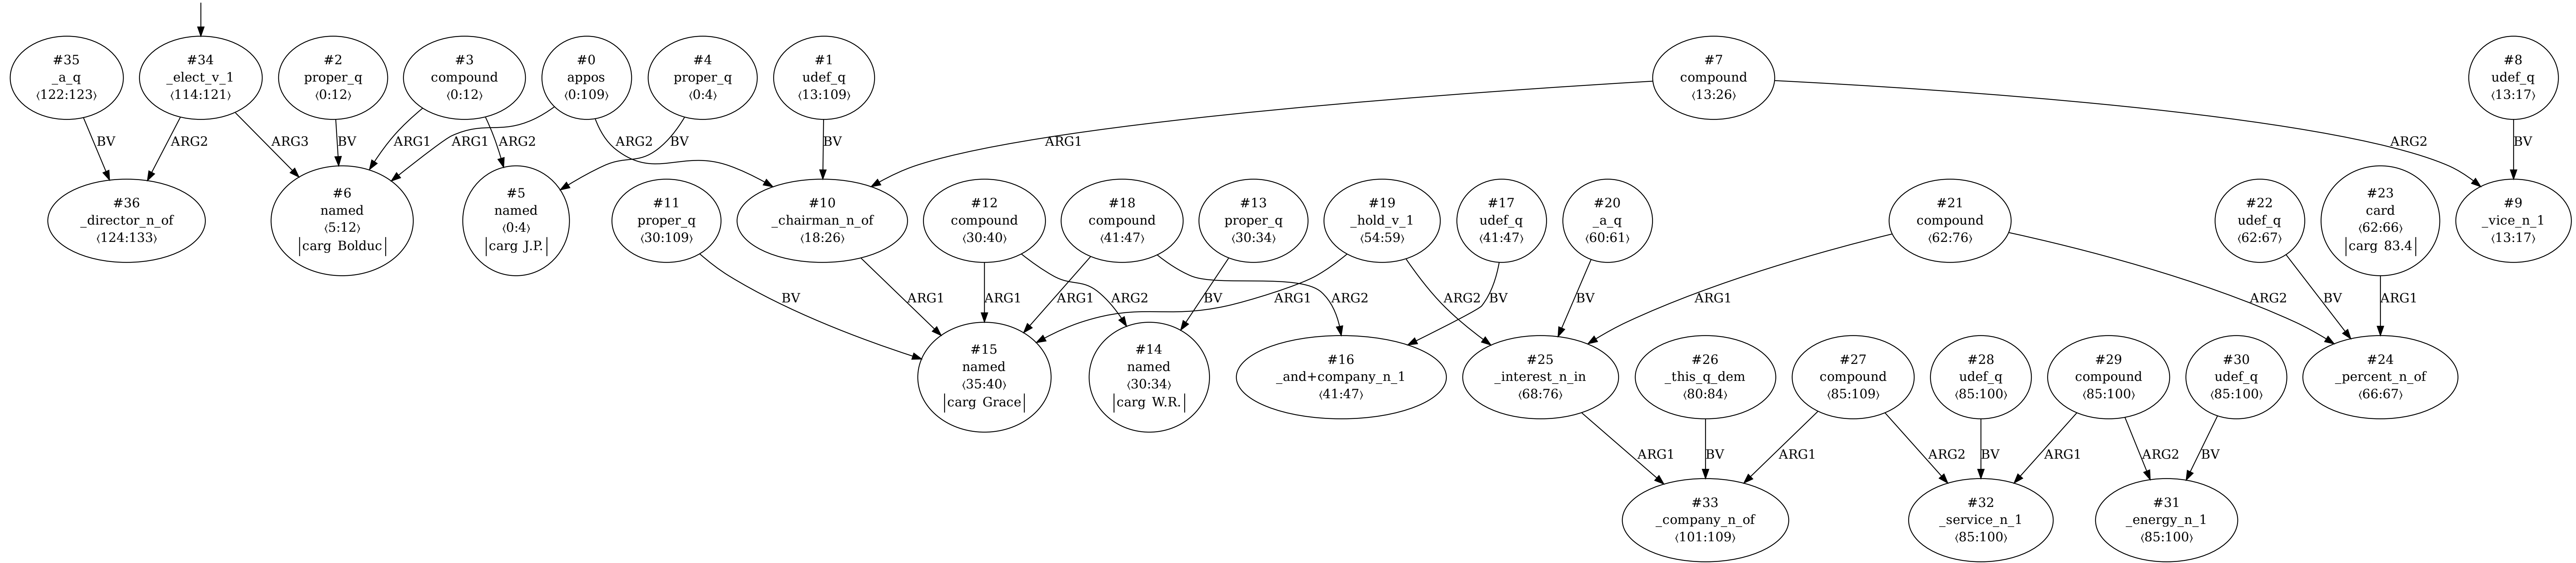 #35
_a_q
⟨122:123⟩
#34
_elect_v_1
⟨114:121⟩
#2
proper_q
⟨0:12⟩
#3
compound
⟨0:12⟩
#0
appos
⟨0:109⟩
#4
proper_q
⟨0:4⟩
#1
udef_q
⟨13:109⟩
#7
compound
⟨13:26⟩
#8
udef_q
⟨13:17⟩
BV
ARG2
ARG3
BV
ARG1
ARG1
ARG2
ARG2
BV
BV
ARG1
ARG2
BV
#36
_director_n_of
⟨124:133⟩
#6
named
⟨5:12⟩
|carg Bolduc|
#5
named
⟨0:4⟩
|carg J.P.|
#11
proper_q
⟨30:109⟩
#10
_chairman_n_of
⟨18:26⟩
#12
compound
⟨30:40⟩
#18
compound
⟨41:47⟩
#13
proper_q
⟨30:34⟩
#19
_hold_v_1
⟨54:59⟩
#17
udef_q
⟨41:47⟩
#20
_a_q
⟨60:61⟩
#21
compound
⟨62:76⟩
#22
udef_q
⟨62:67⟩
#23
card
⟨62:66⟩
|carg 83.4|
#9
_vice_n_1
⟨13:17⟩
BV
ARG1
ARG1
ARG1
ARG2
BV
ARG1
ARG2
ARG2
BV
BV
ARG1
ARG2
BV
ARG1
#15
named
⟨35:40⟩
|carg Grace|
#14
named
⟨30:34⟩
|carg W.R.|
#16
_and+company_n_1
⟨41:47⟩
#25
_interest_n_in
⟨68:76⟩
#26
_this_q_dem
⟨80:84⟩
#27
compound
⟨85:109⟩
#28
udef_q
⟨85:100⟩
#29
compound
⟨85:100⟩
#30
udef_q
⟨85:100⟩
#24
_percent_n_of
⟨66:67⟩
ARG1
BV
ARG1
ARG2
BV
ARG1
ARG2
BV
#33
_company_n_of
⟨101:109⟩
#32
_service_n_1
⟨85:100⟩
#31
_energy_n_1
⟨85:100⟩